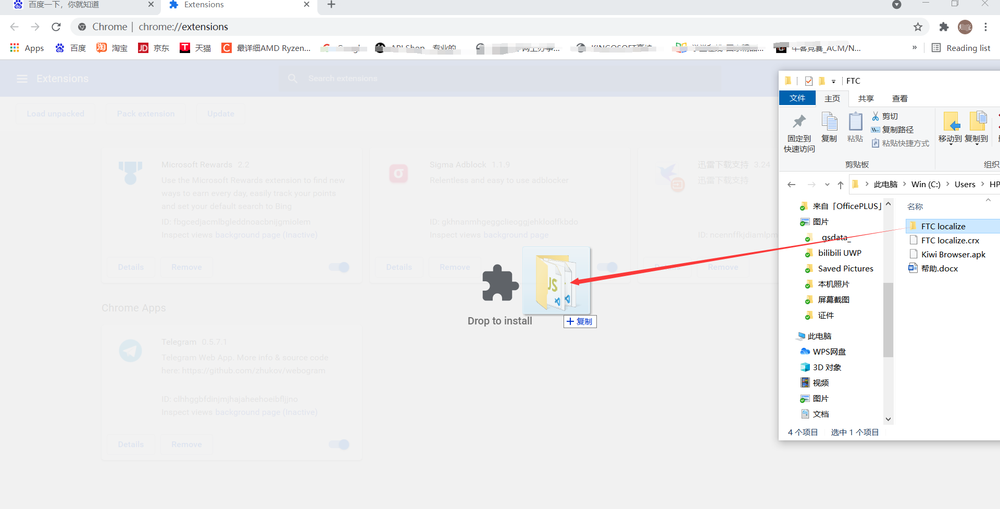 百度一下，你就知道
Extensions
Chrome | chrome://extensions
Apps
百度
淘宝
京东
天猫
最详细AMD Ryzen...
牛客竞赛_ACM/N...
»
Reading list
Extensions
Search extensions
Load unpacked
Pack extension
Update
Microsoft Rewards 2.2
Use the Microsoft Rewards extension to find new
ways to earn every day, easily track your points
and set your default search to Bing
ID: fbgcedjacmlbgleddnoacbnijgmiolem
Inspect views background page (Inactive)
Details
Remove
Sigma Adblock 1.1.9
Relentless and easy to use adblocker
ID: gkhnanmhgeggclieoggjehkloolfkbdo
Inspect views background page
Details
Remove
迅雷下载支持 3.24
迅雷下载支持
ID: ncennffkjdiamlpm
Details
Remove
JS
Drop to install
复制
Chrome Apps
Telegram 0.5.7.1
Telegram Web App. More info & source code
here: https://github.com/zhukov/webogram
ID: clhhggbfdinjmjhajaheehoeibfljjno
Inspect views background page (Inactive)
Details
Remove
FTC
文件
主页
共享
查看
固定到
快速访问
复制
粘贴
剪切
复制路径
粘贴快捷方式
移动到
复制到
剪贴板
组织
此电脑
Win (C:)
Users
HP
来自「OfficePLUS」
图片
_qsdata_
bilibili UWP
Saved Pictures
本机照片
屏幕截图
证件
此电脑
WPS网盘
3D 对象
视频
图片
文档
名称
FTC localize
FTC localize.crx
Kiwi Browser.apk
帮助.docx
4 个项目
选中 1 个项目